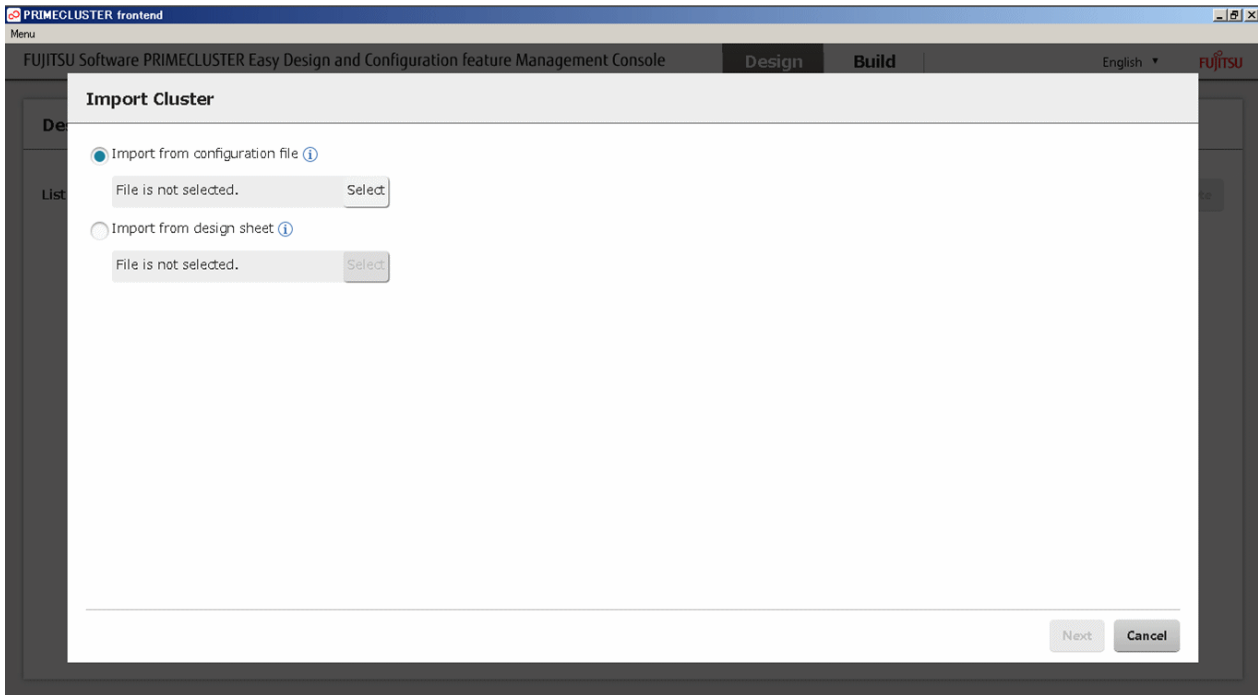 PRIMECLUSTER frontend
Menu
FUJITSU Software PRIMECLUSTER Easy Design and Configuration feature Management Console Design Build English ▼ FUJITSU
Import Cluster
De
Import from configuration file
List
File is not selected. Select
Import from design sheet
File is not selected. Select
Next Cancel